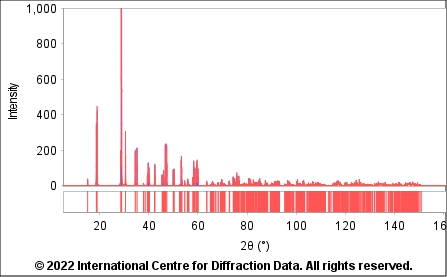 1,000
800
600
400
200
0
Intensity
20 40 60 80 100 120 140 160
2θ (°)
© 2022 International Centre for Diffraction Data. All rights reserved.